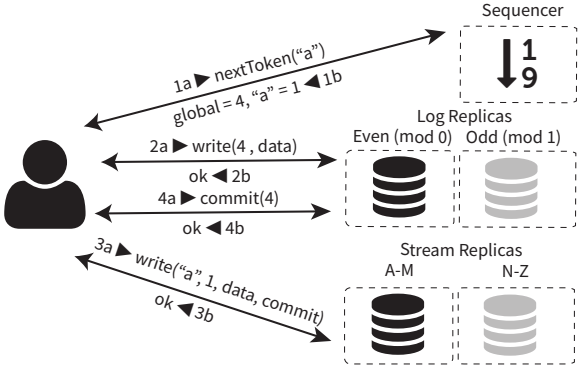 Sequencer
1
9
1a ▶ nextToken("a")
global = 4, "a" = 1 ◀ 1b
Log Replicas
Even (mod 0) Odd (mod 1)
2a ▶ write(4 , data)
ok ◀ 2b
4a ▶ commit(4)
ok ◀ 4b
Stream Replicas
A-M N-Z
3a ▶ write("a", 1, data, commit)
ok ◀ 3b